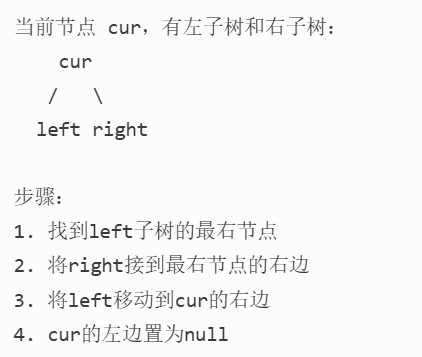 当前节点 cur，有左子树和右子树：
    cur
   /   \
  left right

步骤：
1. 找到left子树的最右节点
2. 将right接到最右节点的右边
3. 将left移动到cur的右边
4. cur的左边置为null